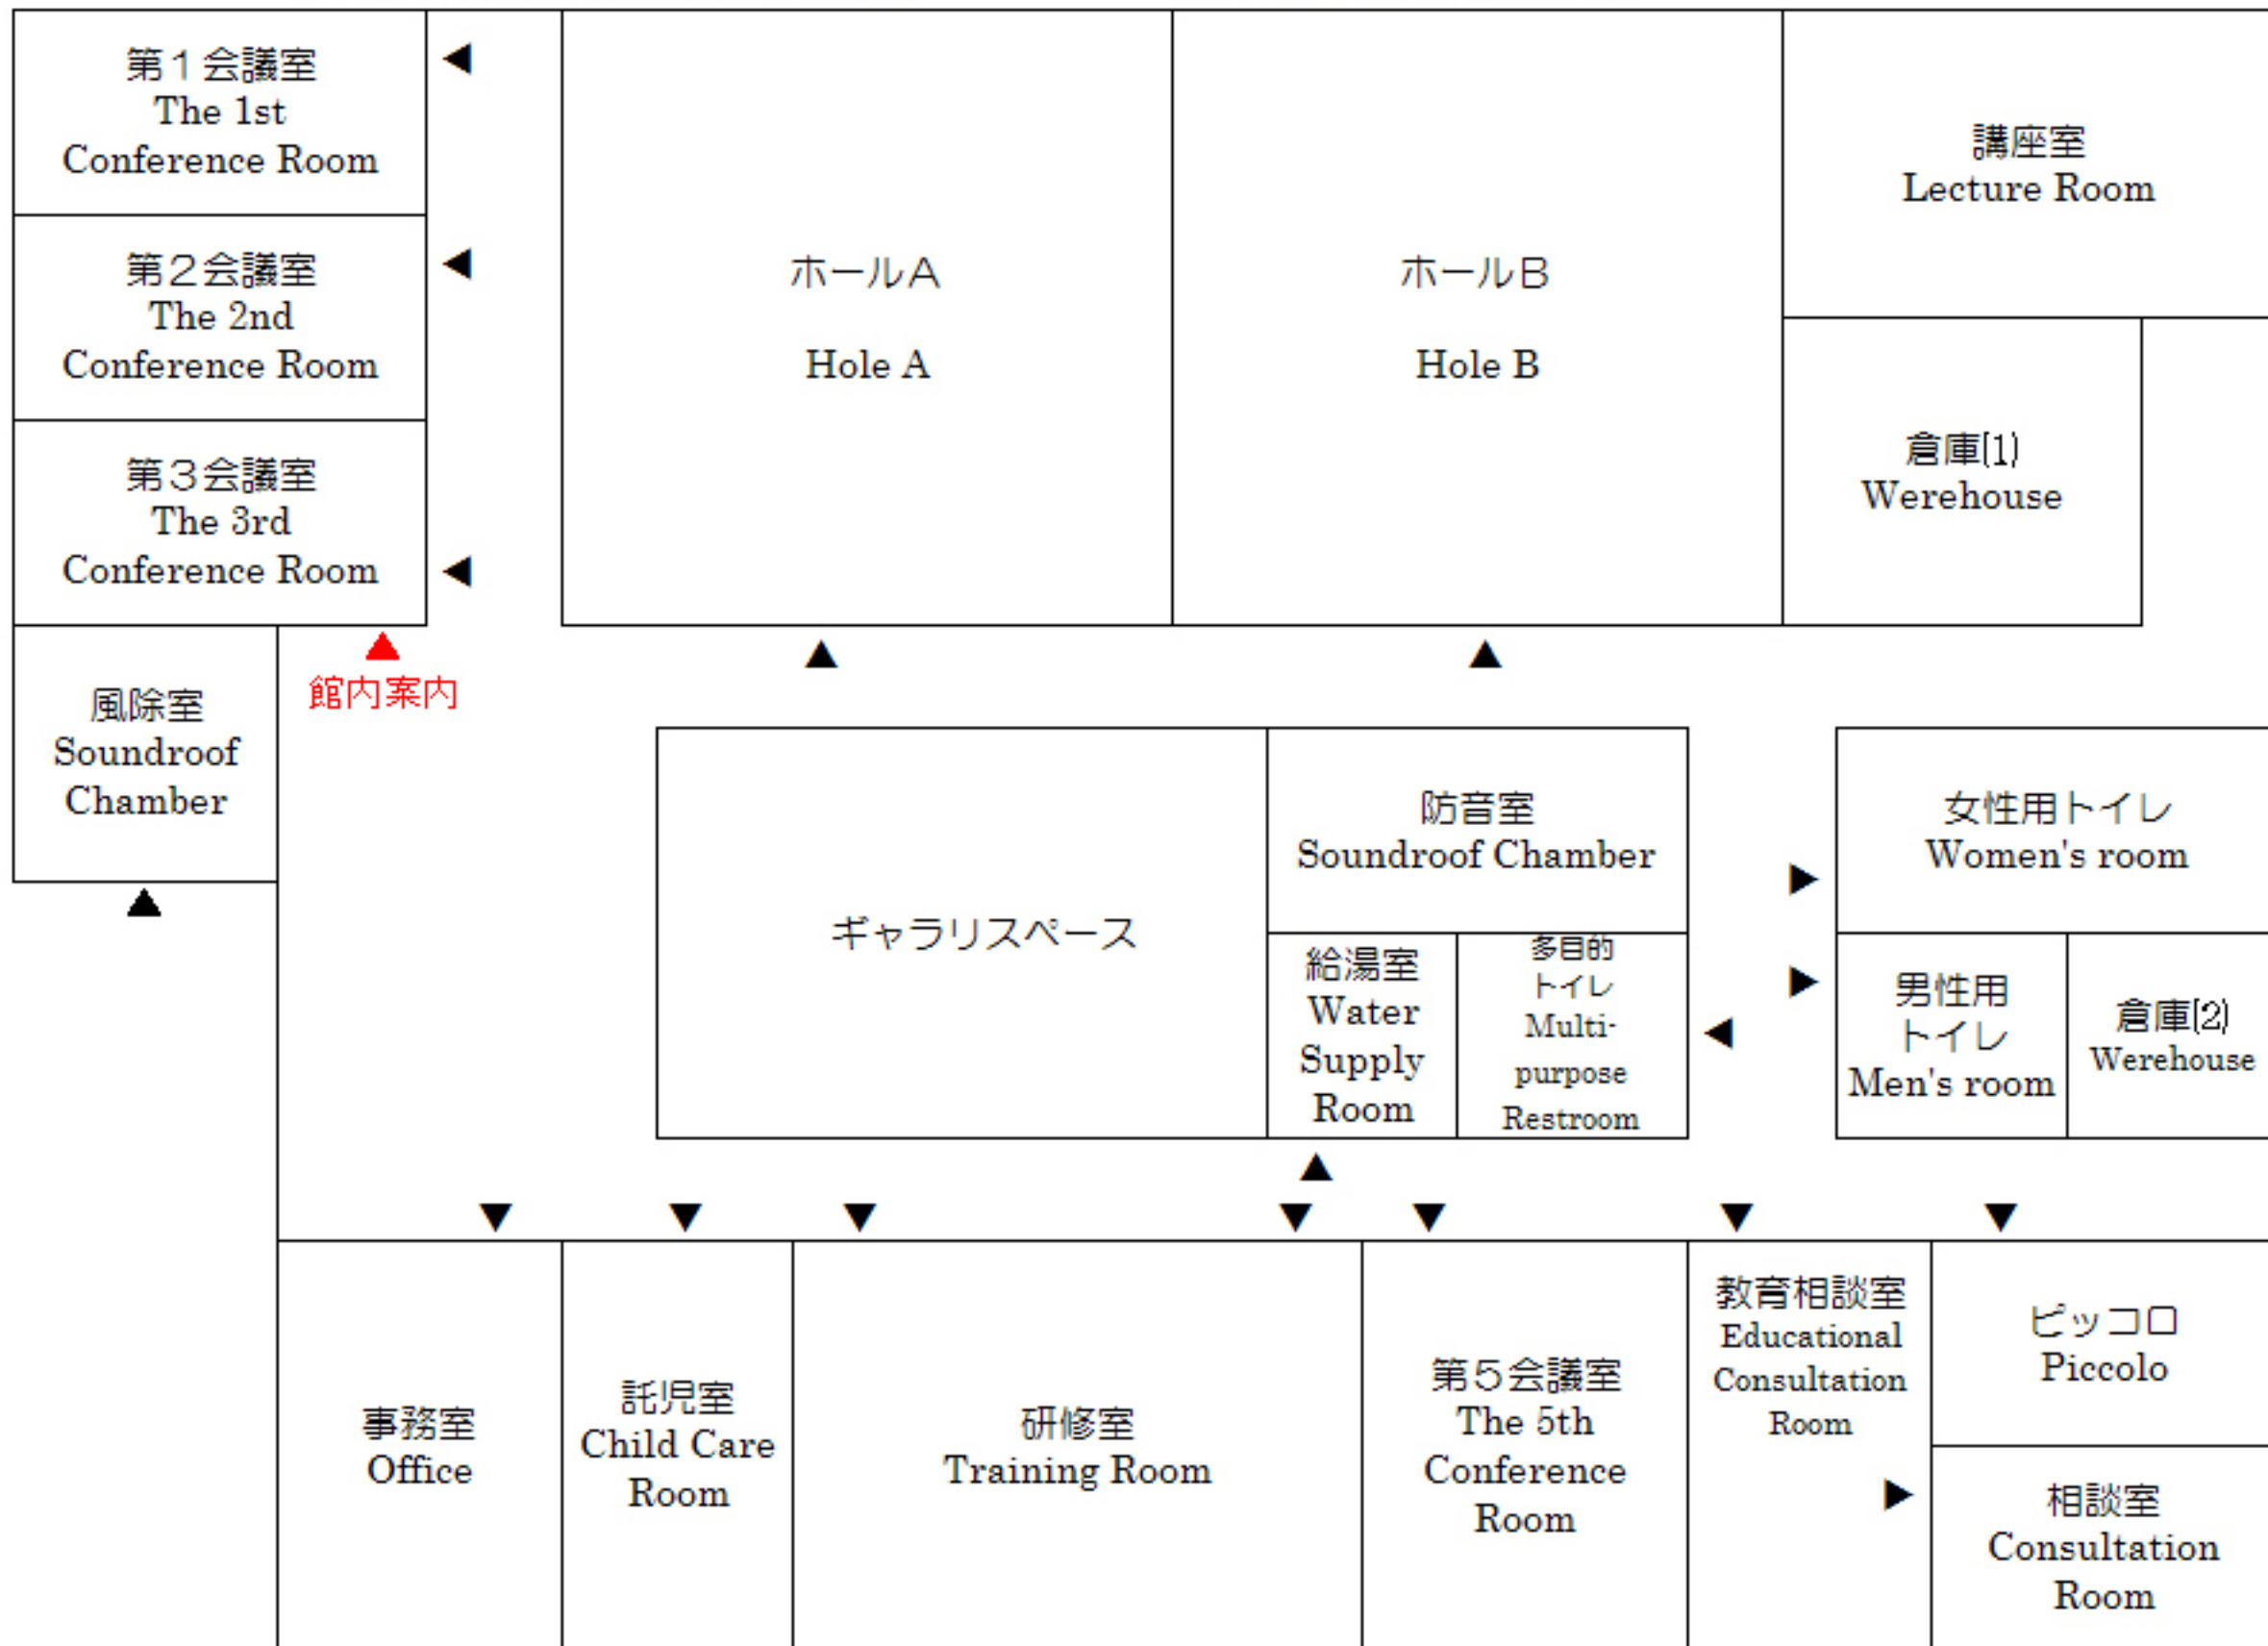 第１会議室
The 1st
Conference Room
第２会議室
The 2nd
Conference Room
第３会議室
The 3rd
Conference Room
風除室
Soundroof
Chamber
館内案内
ホールＡ
Hole A
ホールＢ
Hole B
講座室
Lecture Room
倉庫(1)
Werehouse
ギャラリスペース
防音室
Soundroof Chamber
給湯室
Water
Supply
Room
多目的
トイレ
Multi-
purpose
Restroom
女性用トイレ
Women's room
男性用
トイレ
Men's room
倉庫(2)
Werehouse
事務室
Office
託児室
Child Care
Room
研修室
Training Room
第５会議室
The 5th
Conference
Room
教育相談室
Educational
Consultation
Room
ピッコロ
Piccolo
相談室
Consultation
Room